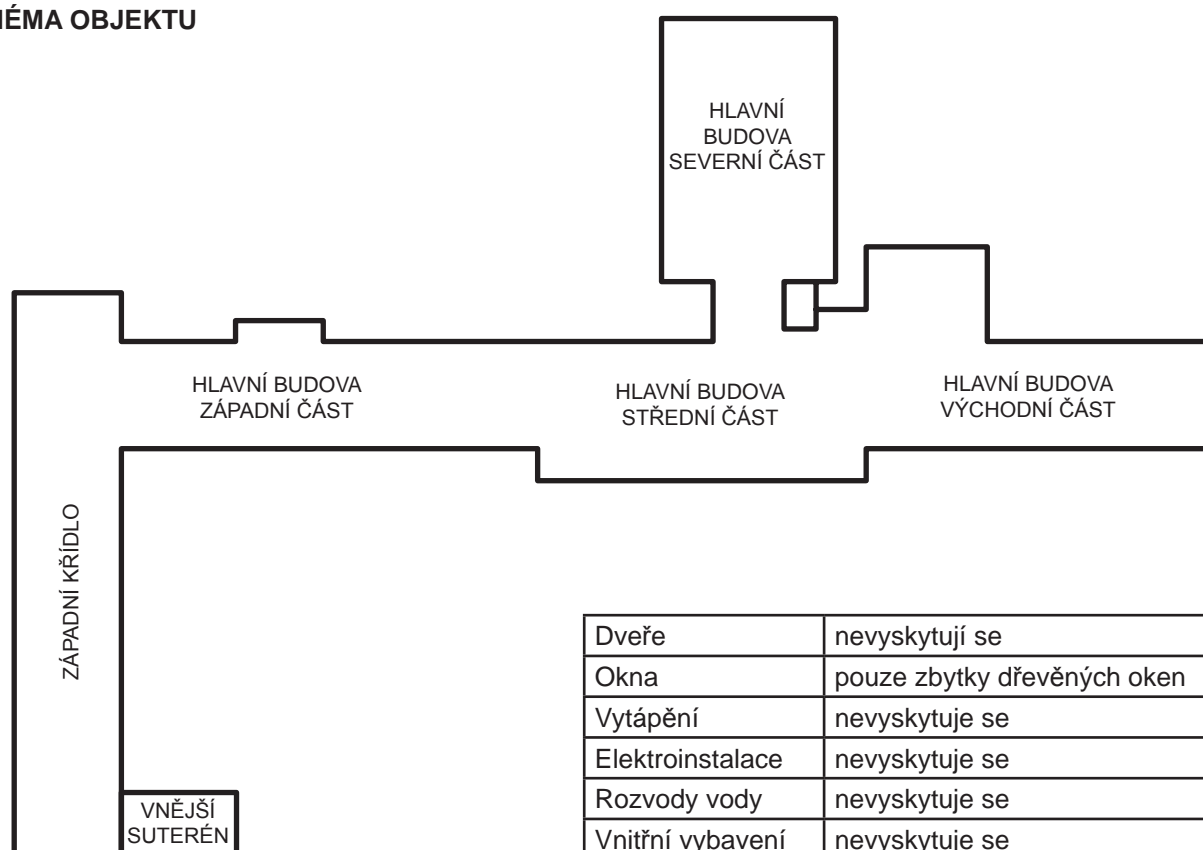 ÉMA OBJEKTU
HLAVNÍ
BUDOVA
SEVERNÍ ČÁST
HLAVNÍ BUDOVA
ZÁPADNÍ ČÁST
HLAVNÍ BUDOVA
STŘEDNÍ ČÁST
HLAVNÍ BUDOVA
VÝCHODNÍ ČÁST
ZÁPADNÍ KŘÍDLO
VNĚJŠÍ
SUTERÉN
Dveře nevyskytují se
Okna pouze zbytky dřevěných oken
Vytápění nevyskytuje se
Elektroinstalace nevyskytuje se
Rozvody vody nevyskytuje se
Vnitřní vybavení nevyskytuje se